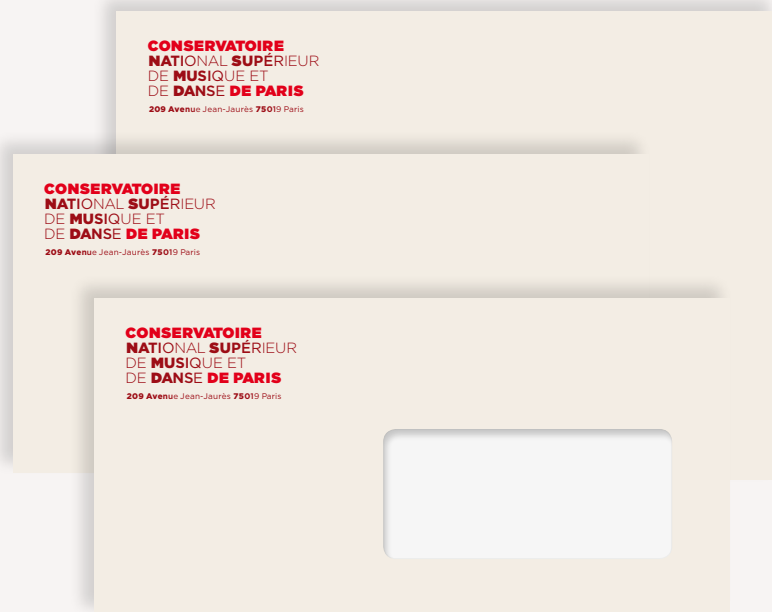 CONSERVATOIRE
NATIONAL SUPÉRIEUR
DE MUSIQUE ET
DE DANSE DE PARIS
209 Avenue Jean-Jaurès 75019 Paris
CONSERVATOIRE
NATIONAL SUPÉRIEUR
DE MUSIQUE ET
DE DANSE DE PARIS
209 Avenue Jean-Jaurès 75019 Paris
CONSERVATOIRE
NATIONAL SUPÉRIEUR
DE MUSIQUE ET
DE DANSE DE PARIS
209 Avenue Jean-Jaurès 75019 Paris